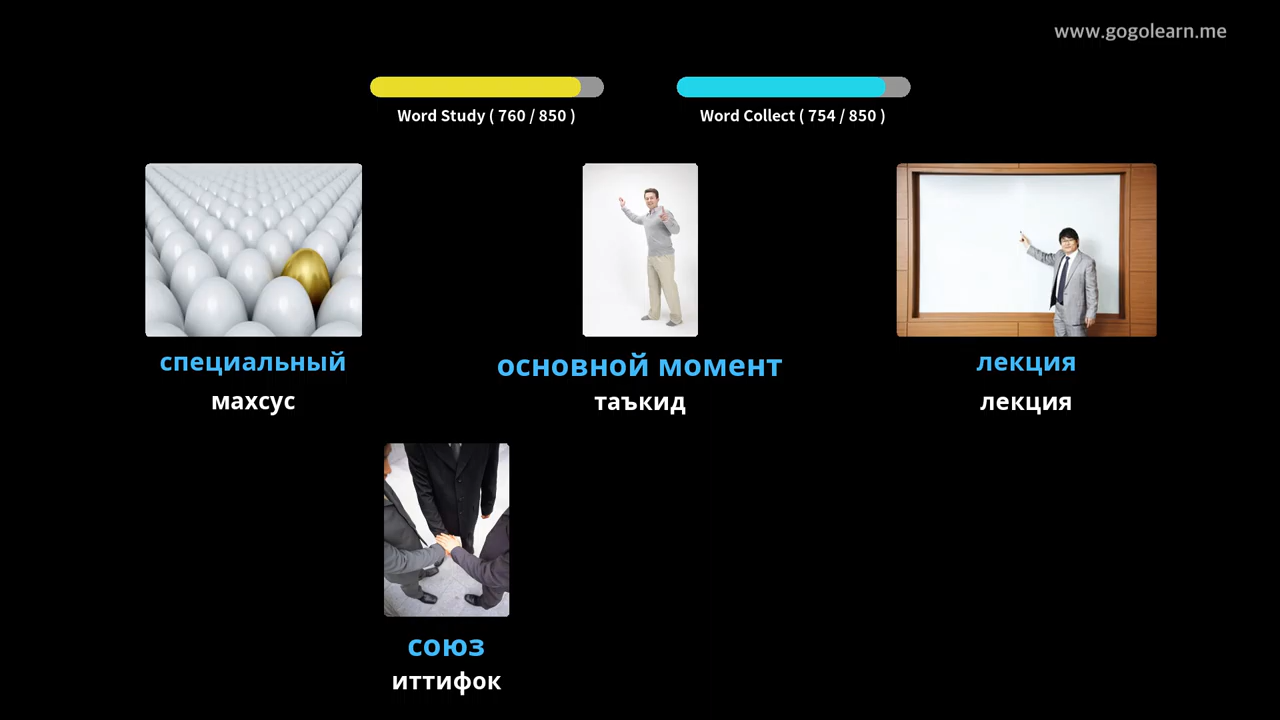 www.gogolearn.me
Word Study ( 760 / 850 )
Word Collect ( 754 / 850 )
специальный
махсус
основной момент
таъкид
лекция
лекция
союз
иттифок